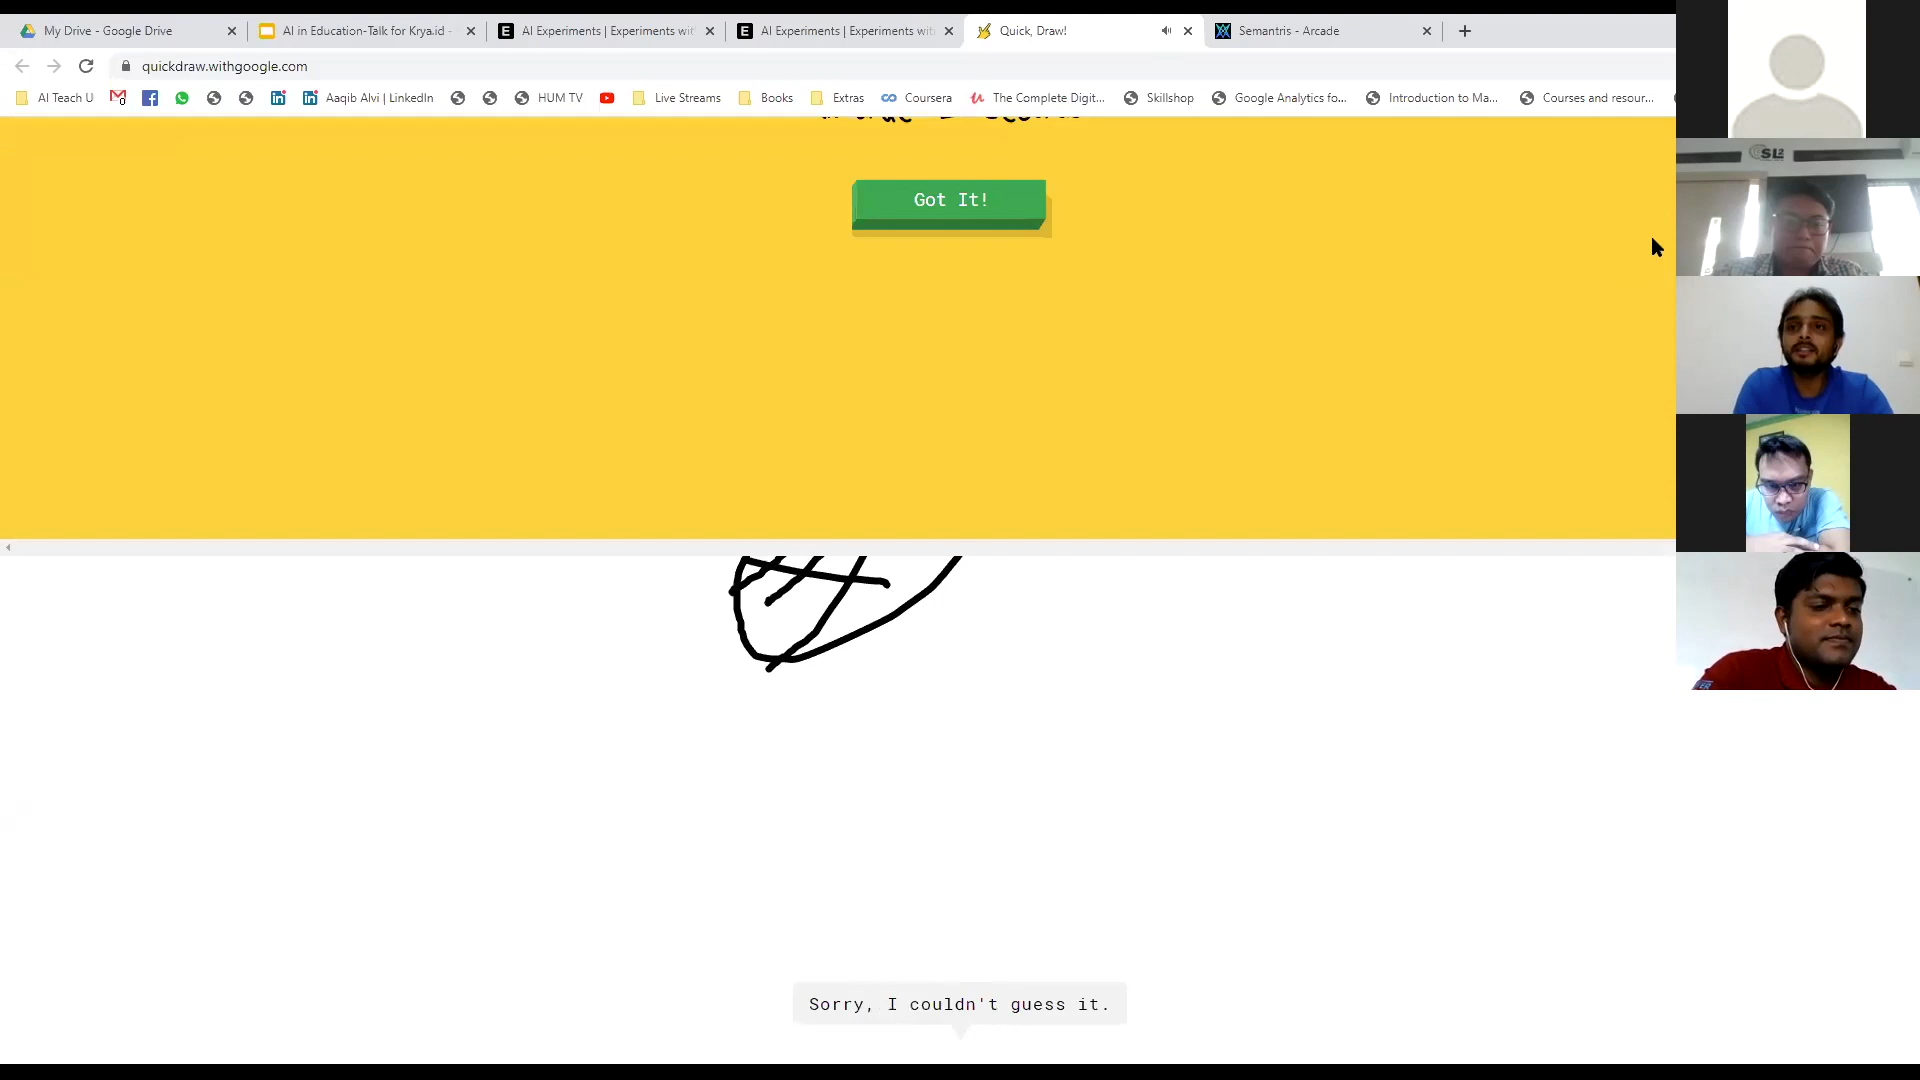 My Drive - Google Drive
AI in Education-Talk for Krya.id -
AI Experiments | Experiments wit
AI Experiments | Experiments wit
Quick, Draw!
Semantris - Arcade
quickdraw.withgoogle.com
AI Teach U
Aaqib Alvi | LinkedIn
HUM TV
Live Streams
Books
Extras
Coursera
The Complete Digit...
Skillshop
Google Analytics fo...
Introduction to Ma...
Courses and resour...
SL2
Got It!
Sorry, I couldn't guess it.